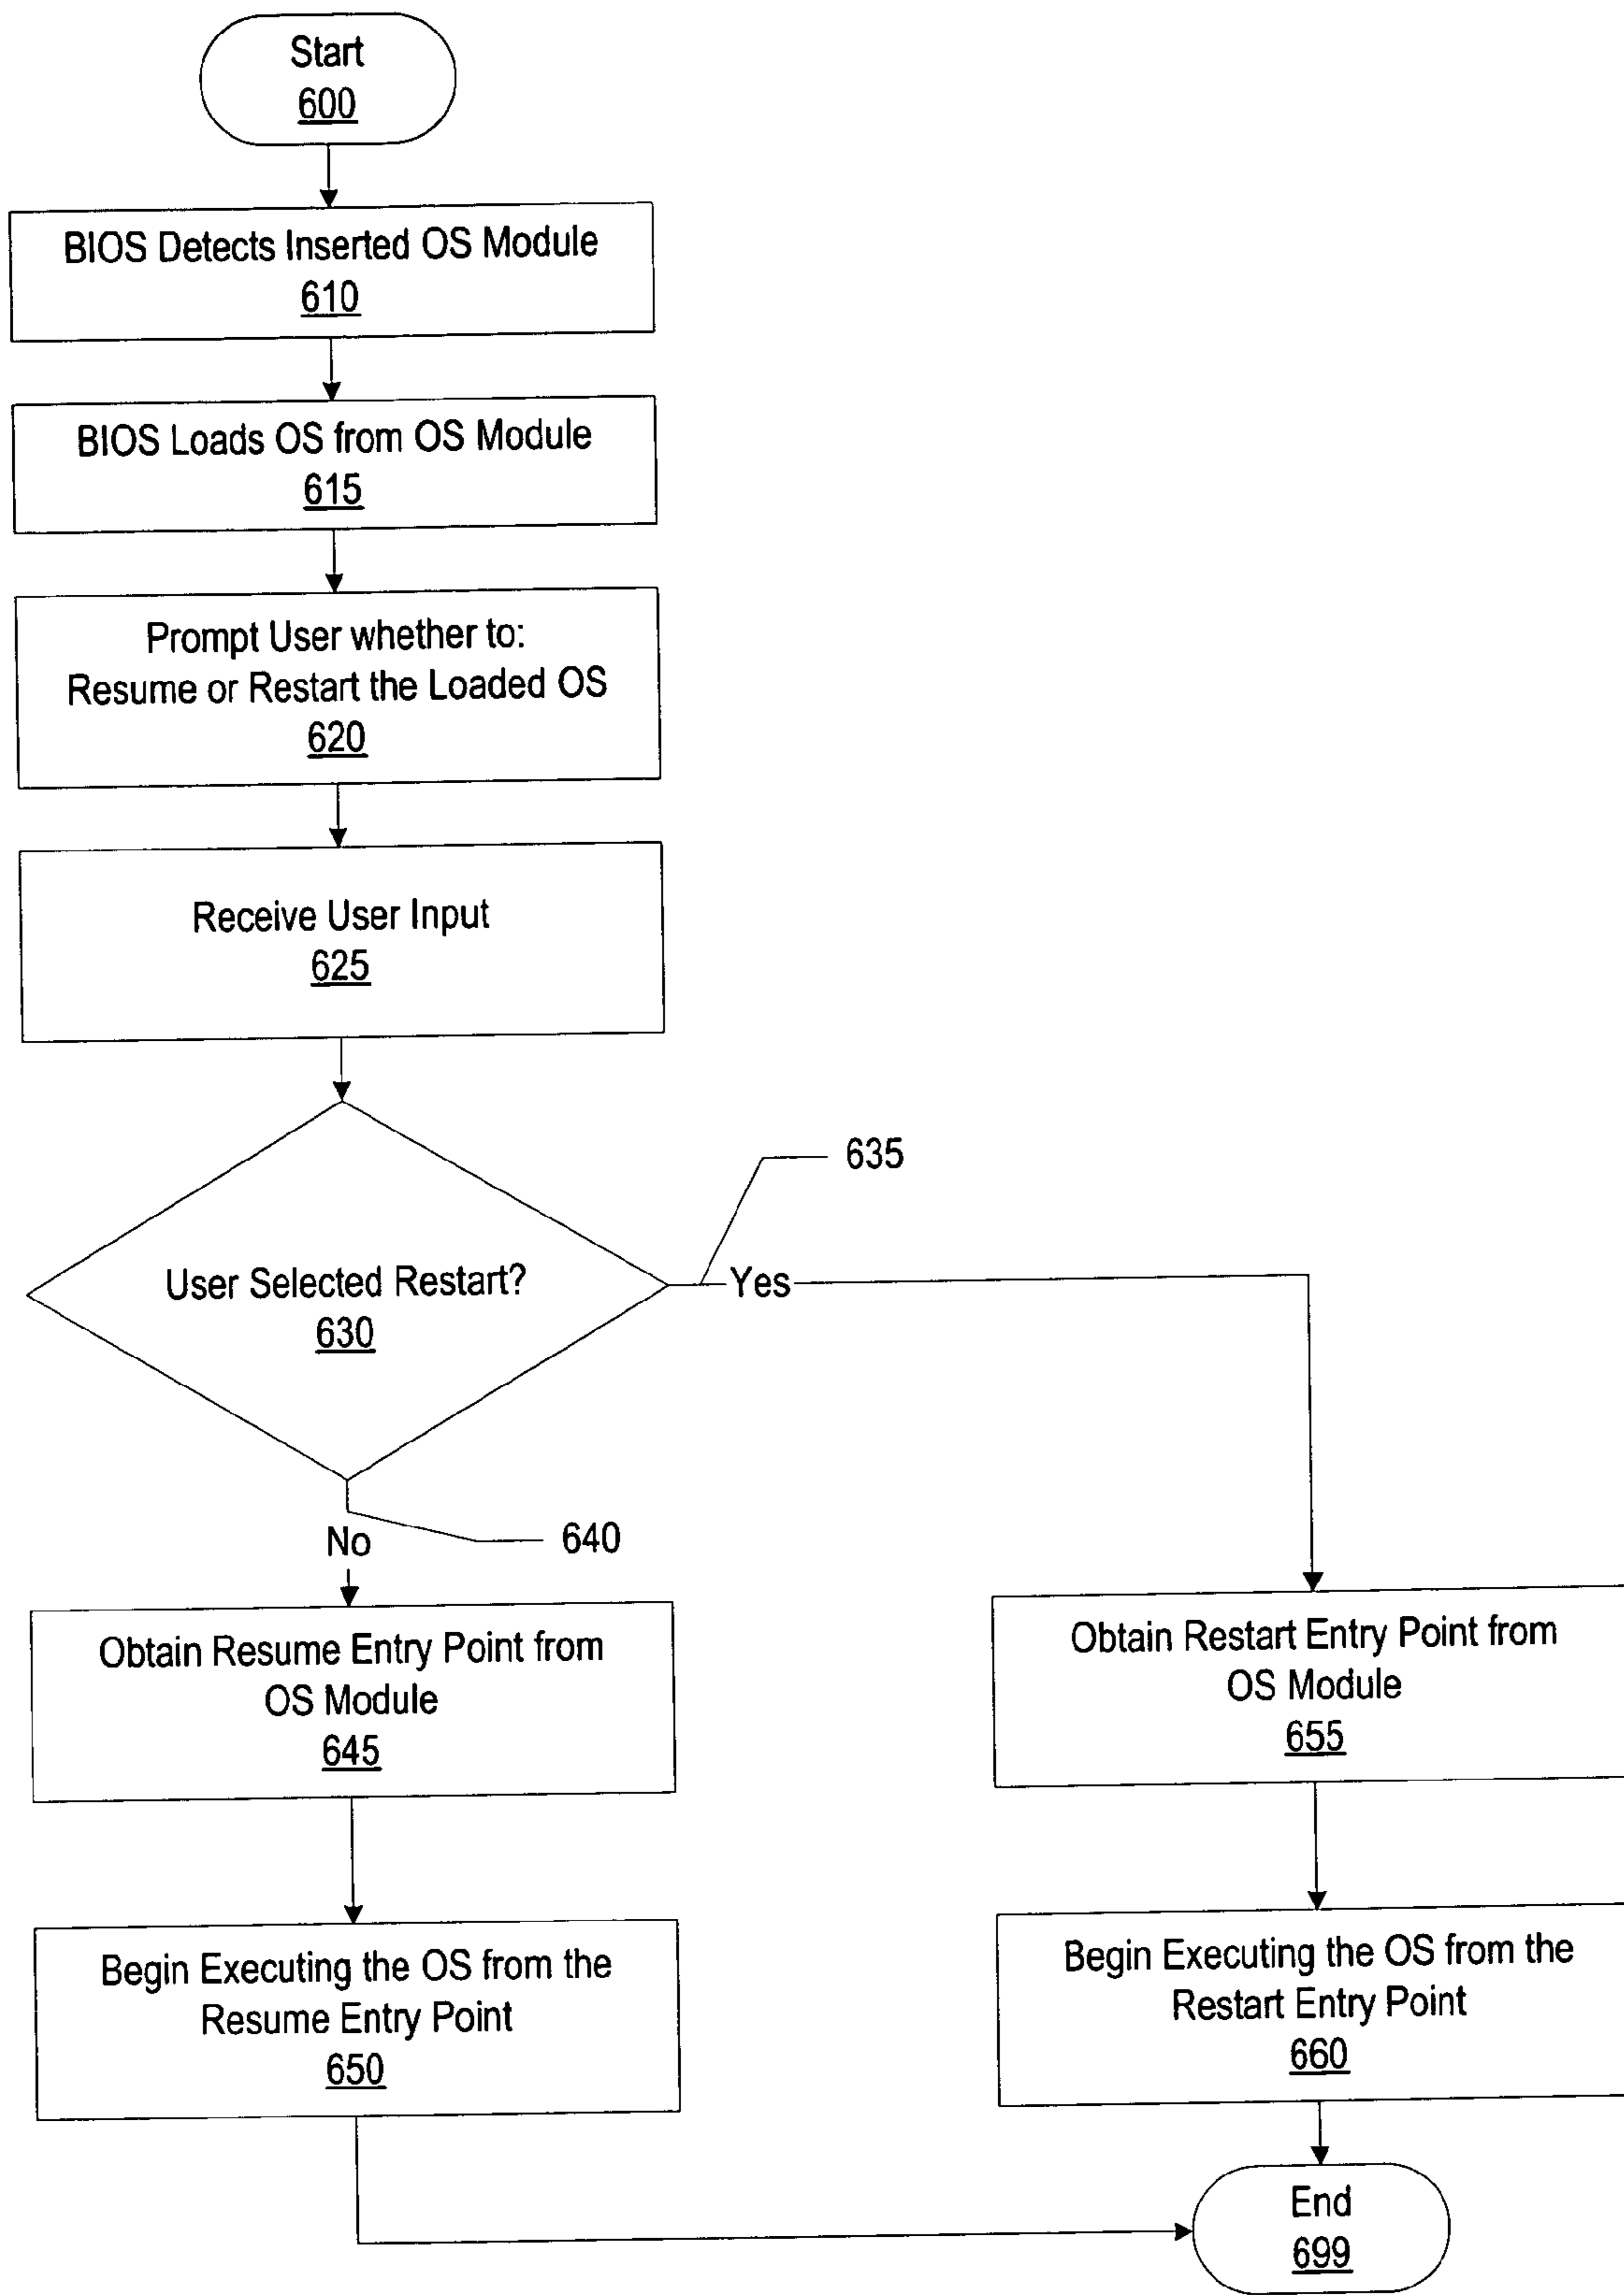 Start
600
BIOS Detects Inserted OS Module
610
BIOS Loads OS from OS Module
615
Prompt User whether to:
Resume or Restart the Loaded OS
620
Receive User Input
625
635
User Selected Restart?
630
Yes
No
640
Obtain Resume Entry Point from
OS Module
645
Obtain Restart Entry Point from
OS Module
655
Begin Executing the OS from the
Resume Entry Point
650
Begin Executing the OS from the
Restart Entry Point
660
End
699